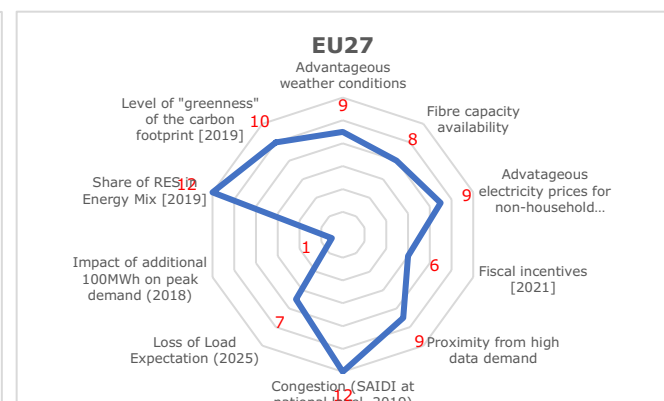 EU27
Advantageous
weather conditions
9
Fibre capacity
availability
8
Advatageous
electricity prices for
non-household...
9
Fiscal incentives
[2021]
6
Proximity from high
data demand
9
Congestion (SAIDI at
national level, 2019)
12
Loss of Load
Expectation (2025)
7
Impact of additional
100MWh on peak
demand (2018)
1
Share of RES in
Energy Mix [2019]
12
Level of "greenness"
of the carbon
footprint [2019]
10